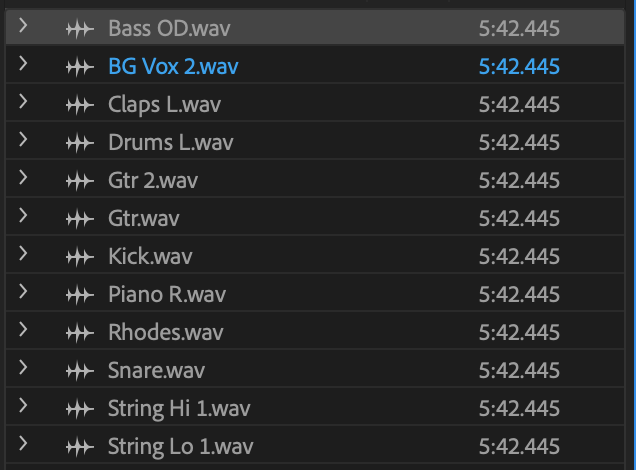 Bass OD.wav 5:42.445
BG Vox 2.wav 5:42.445
Claps L.wav 5:42.445
Drums L.wav 5:42.445
Gtr 2.wav 5:42.445
Gtr.wav 5:42.445
Kick.wav 5:42.445
Piano R.wav 5:42.445
Rhodes.wav 5:42.445
Snare.wav 5:42.445
String Hi 1.wav 5:42.445
String Lo 1.wav 5:42.445